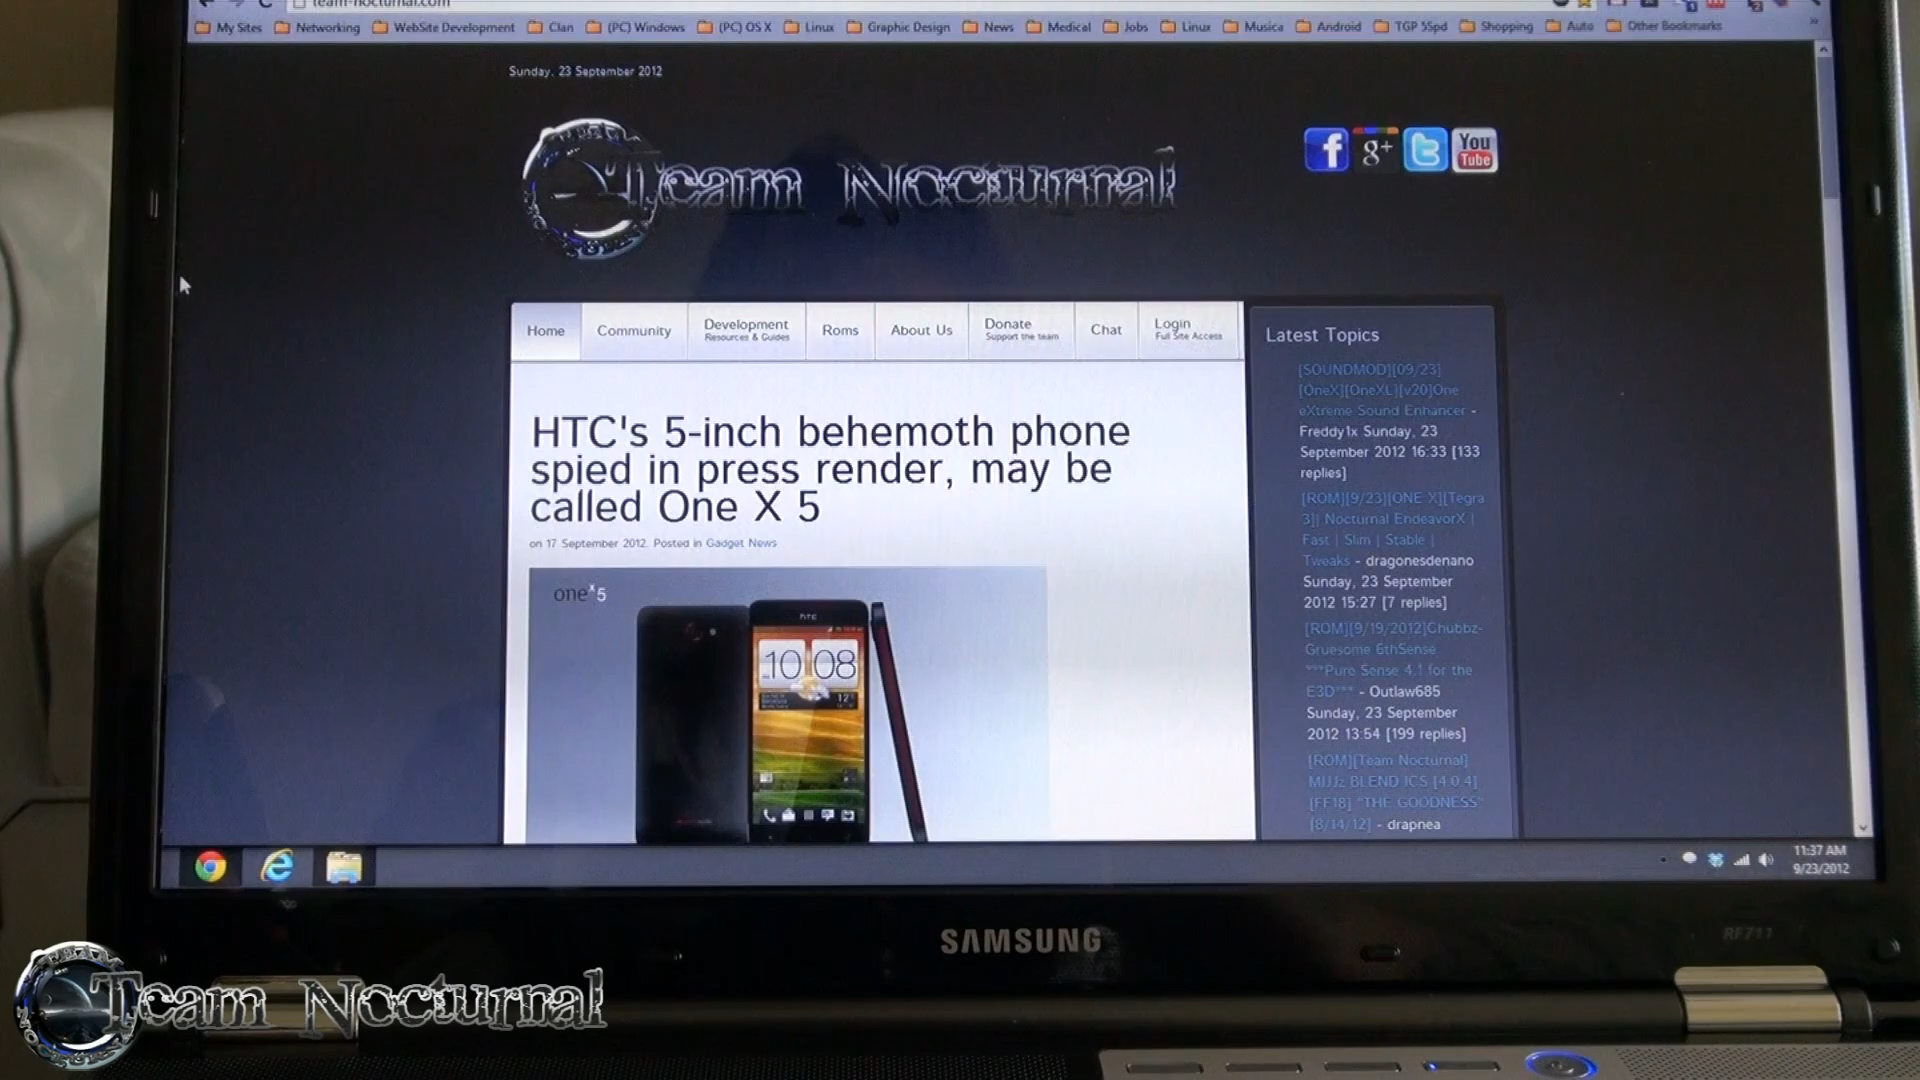 team-nocturnal.com
My Sites Networking WebSite Development Clan (PC) Windows (PC) OS X Linux Graphic Design News Medical Jobs Linux Musica Android TGP 5Spd Shopping Auto Other Bookmarks »
Sunday, 23 September 2012
Team Nocturnal
f g+ t You Tube
Home Community Development Roms About Us Donate Chat Login
Resources & Guides Support the team Full Site Access
HTC's 5-inch behemoth phone
spied in press render, may be
called One X 5
on 17 September 2012. Posted in Gadget News
one x 5
htc
10 08
12°
Latest Topics
[SOUNDMOD][09/23]
[OneX][OneXL][v20]One
eXtreme Sound Enhancer -
Freddy1x Sunday, 23
September 2012 16:33 [133
replies]
[ROM][9/23][ONE X][Tegra
3]| Nocturnal EndeavorX |
Fast | Slim | Stable |
Tweaks - dragonesdenano
Sunday, 23 September
2012 15:27 [7 replies]
[ROM][9/19/2012]Chubbz-
Gruesome 6thSense
***Pure Sense 4.1 for the
E3D*** - Outlaw685
Sunday, 23 September
2012 13:54 [199 replies]
[ROM][Team Nocturnal]
MIJJz BLEND ICS [4.0.4]
[FF18] "THE GOODNESS"
[8/14/12] - drapnea
11:37 AM
9/23/2012
SAMSUNG
RF711
Team Nocturnal